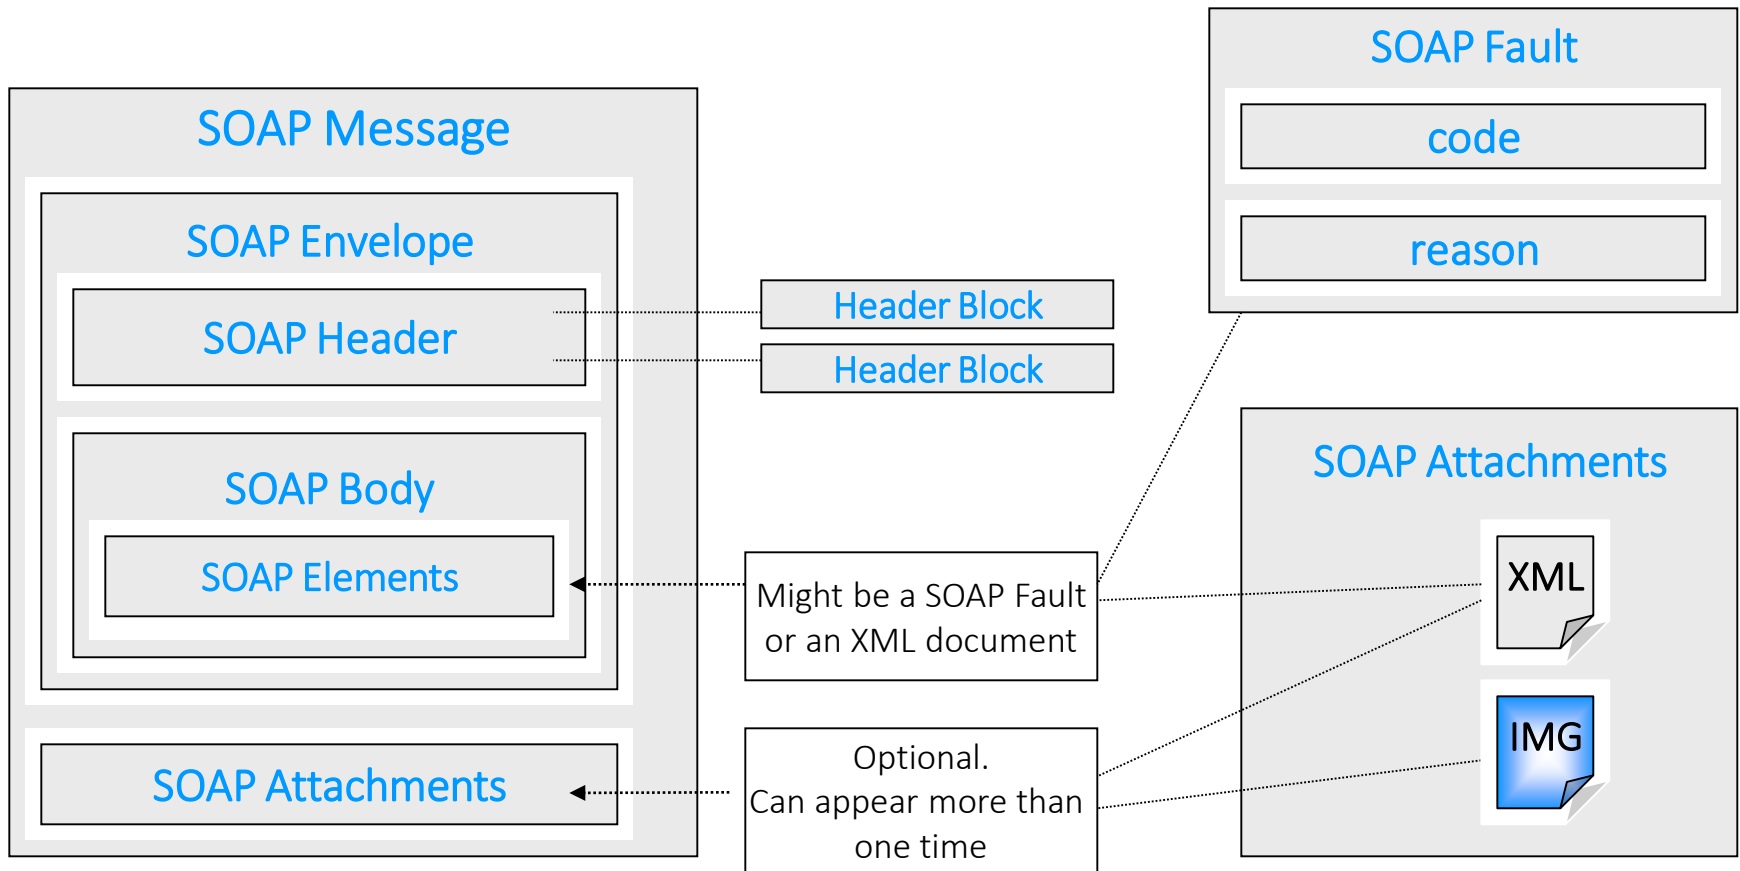 SOAP Message
SOAP Envelope
SOAP Header
SOAP Body
SOAP Elements
SOAP Attachments
Header Block
Header Block
Might be a SOAP Fault
or an XML document
Optional.
Can appear more than
one time
SOAP Fault
code
reason
SOAP Attachments
XML
IMG